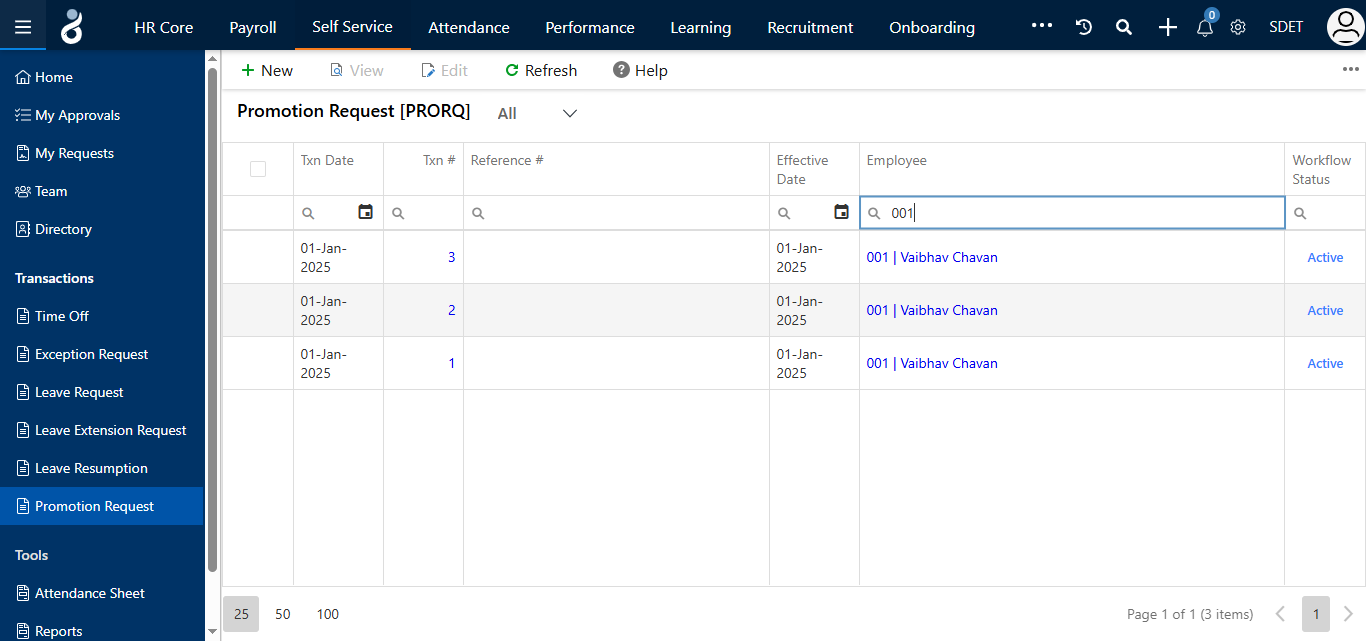 HR Core Payroll Self Service Attendance Performance Learning Recruitment Onboarding 0 SDET
Home
My Approvals
My Requests
Team
Directory
Transactions
Time Off
Exception Request
Leave Request
Leave Extension Request
Leave Resumption
Promotion Request
Tools
Attendance Sheet
Reports
New View Edit Refresh Help
Promotion Request [PRORQ] All
Txn Date Txn # Reference # Effective Date Employee Workflow Status
001
01-Jan-2025 3 01-Jan-2025 001 | Vaibhav Chavan Active
01-Jan-2025 2 01-Jan-2025 001 | Vaibhav Chavan Active
01-Jan-2025 1 01-Jan-2025 001 | Vaibhav Chavan Active
25 50 100 Page 1 of 1 (3 items) 1